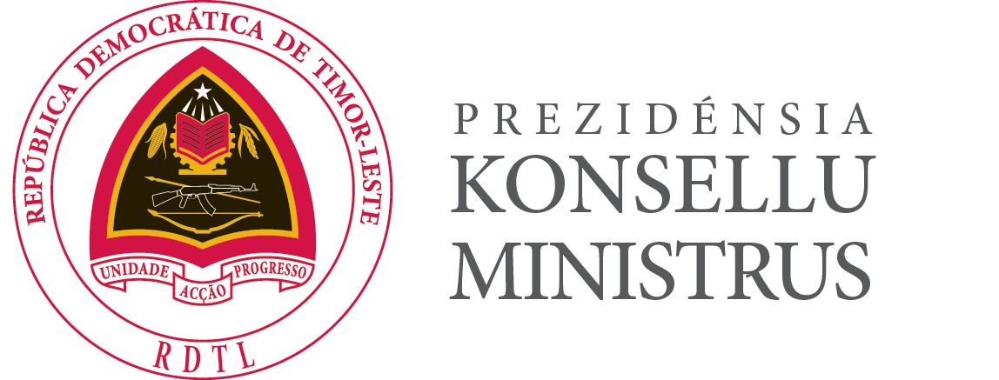 REPÚBLICA DEMOCRÁTICA DE TIMOR-LESTE
UNIDADE
ACÇÃO
PROGRESSO
RDTL
PREZIDÉNSIA
KONSELLU
MINISTRUS